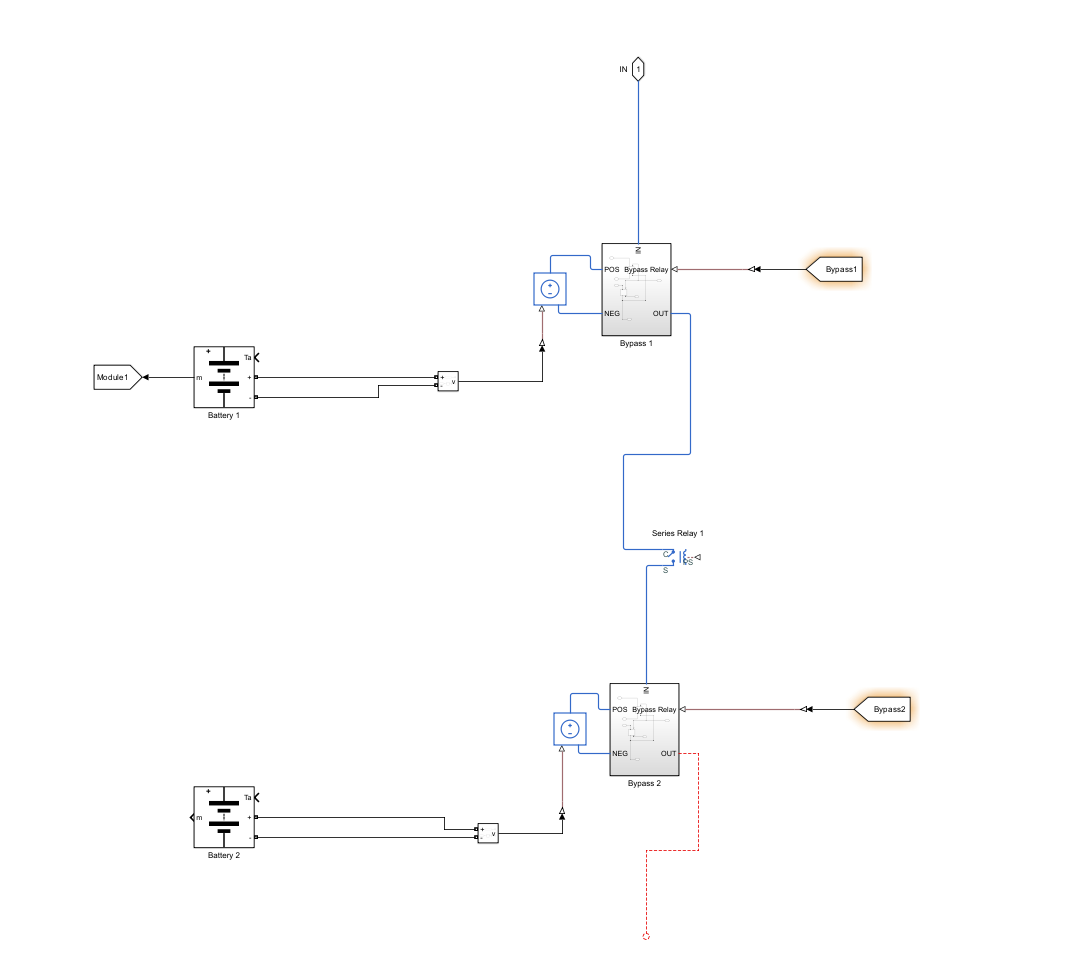 IN
1
IN
POS
Bypass Relay
Bypass1
NEG
OUT
Bypass 1
+
Ta
Module1
m
+
-
+
-
v
Battery 1
Series Relay 1
C
VS
S
IN
POS
Bypass Relay
Bypass2
NEG
OUT
Bypass 2
+
Ta
m
+
-
+
-
v
Battery 2